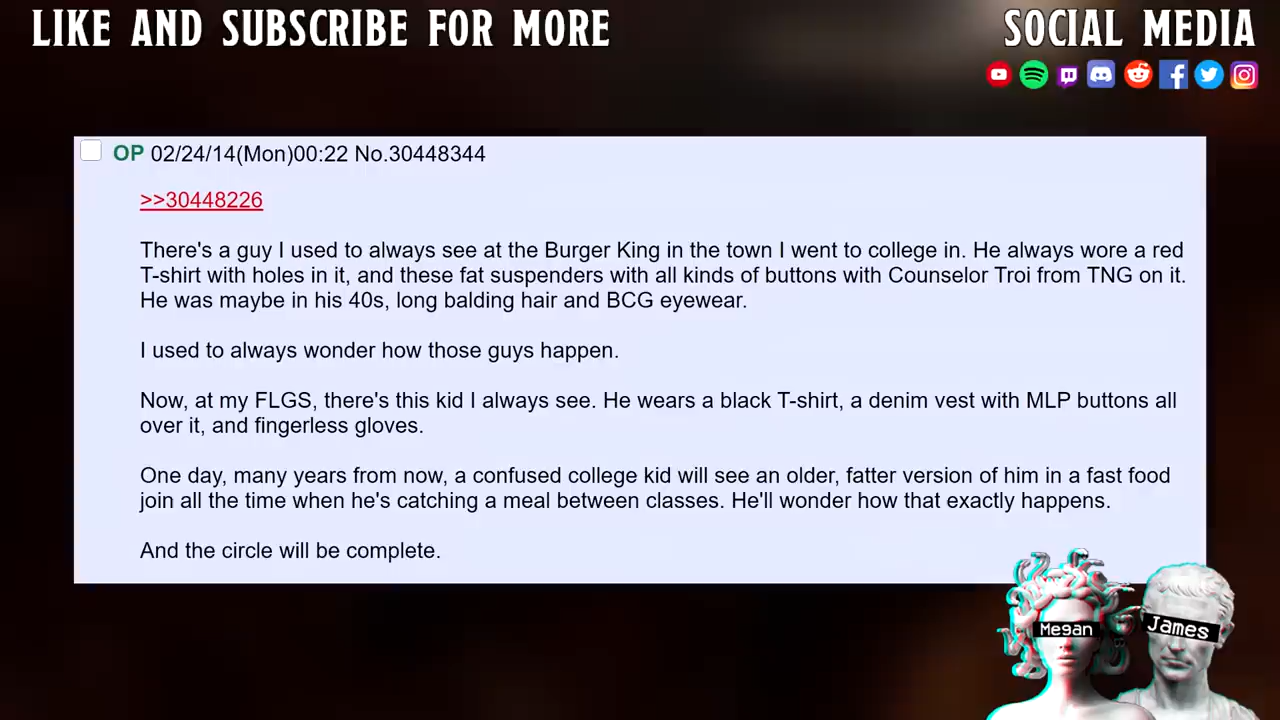 LIKE AND SUBSCRIBE FOR MORE
SOCIAL MEDIA
OP 02/24/14(Mon)00:22 No.30448344
>>30448226
There's a guy I used to always see at the Burger King in the town I went to college in. He always wore a red
T-shirt with holes in it, and these fat suspenders with all kinds of buttons with Counselor Troi from TNG on it.
He was maybe in his 40s, long balding hair and BCG eyewear.
I used to always wonder how those guys happen.
Now, at my FLGS, there's this kid I always see. He wears a black T-shirt, a denim vest with MLP buttons all
over it, and fingerless gloves.
One day, many years from now, a confused college kid will see an older, fatter version of him in a fast food
join all the time when he's catching a meal between classes. He'll wonder how that exactly happens.
And the circle will be complete.
Megan
James